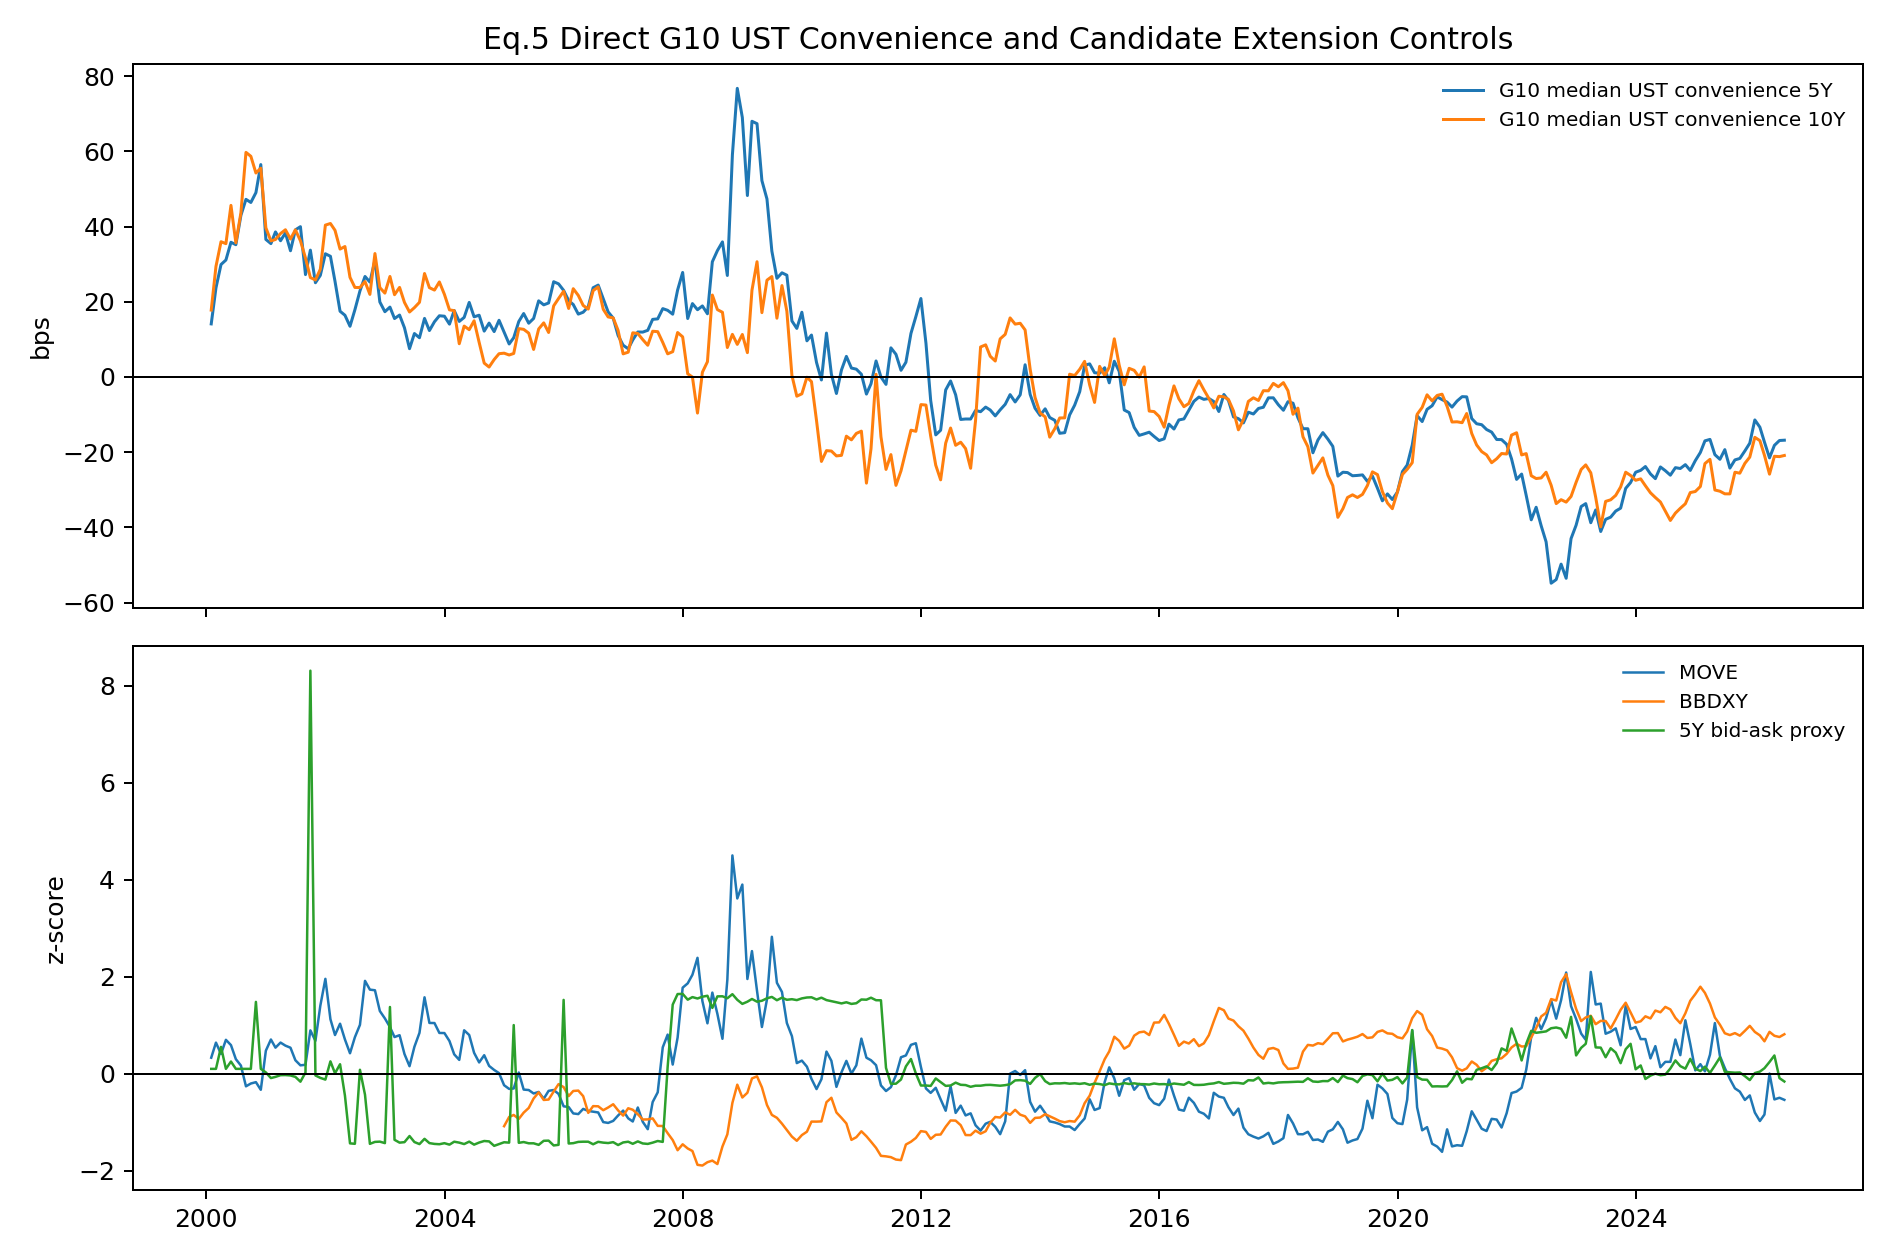 Eq.5 Direct G10 UST Convenience and Candidate Extension Controls
80
60
40
20
0
−20
−40
−60
bps
G10 median UST convenience 5Y
G10 median UST convenience 10Y
8
6
4
2
0
−2
z-score
MOVE
BBDXY
5Y bid-ask proxy
2000
2004
2008
2012
2016
2020
2024